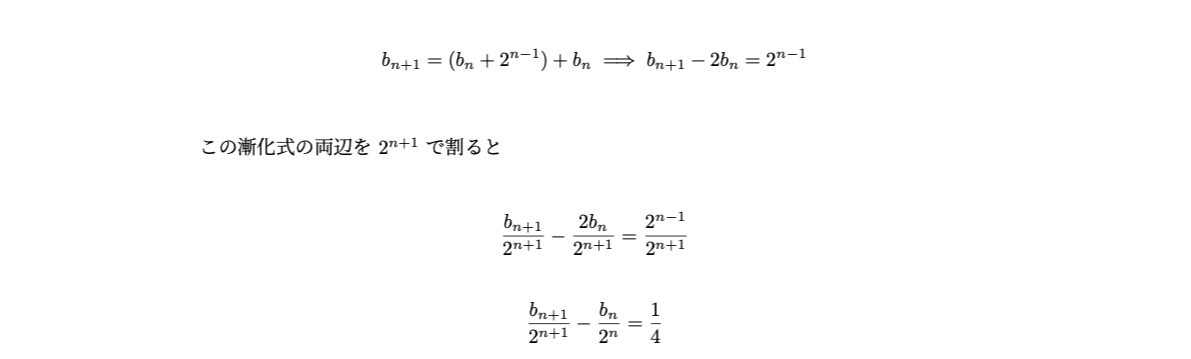 b_{n+1} = (b_n + 2^{n-1}) + b_n ⟹ b_{n+1} − 2b_n = 2^{n-1}
この漸化式の両辺を 2^{n+1} で割ると
\frac{b_{n+1}}{2^{n+1}} − \frac{2b_n}{2^{n+1}} = \frac{2^{n-1}}{2^{n+1}}
\frac{b_{n+1}}{2^{n+1}} − \frac{b_n}{2^n} = \frac{1}{4}